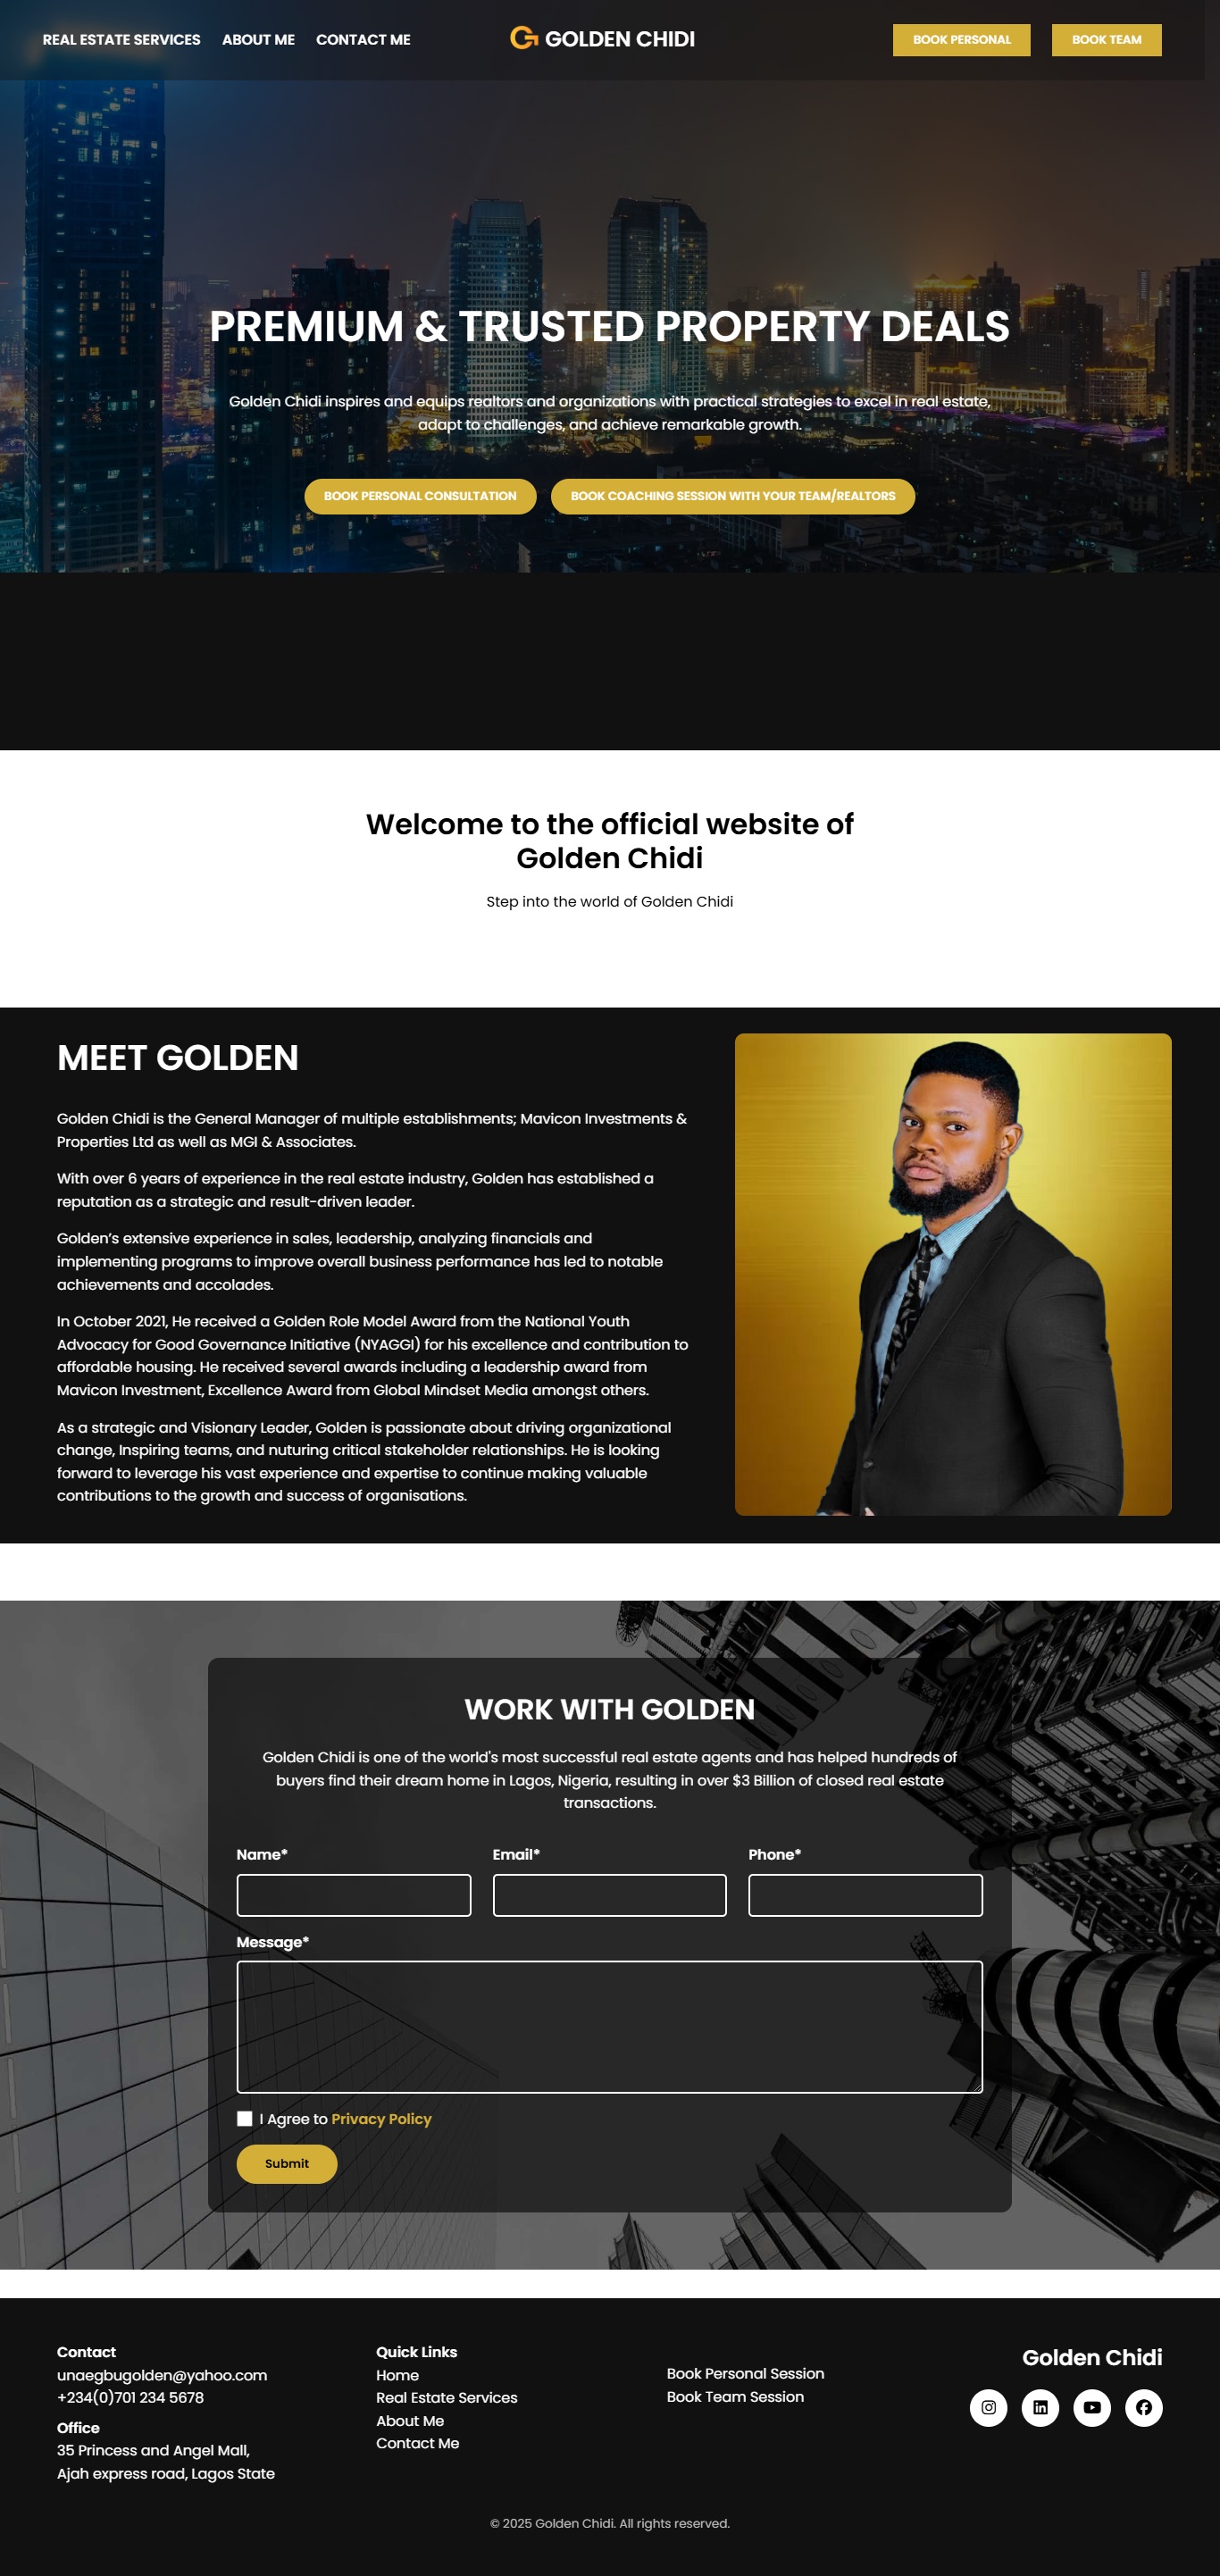 REAL ESTATE SERVICES ABOUT ME CONTACT ME GOLDEN CHIDI BOOK PERSONAL BOOK TEAM
PREMIUM & TRUSTED PROPERTY DEALS
Golden Chidi inspires and equips realtors and organizations with practical strategies to excel in real estate,
adapt to challenges, and achieve remarkable growth.
BOOK PERSONAL CONSULTATION BOOK COACHING SESSION WITH YOUR TEAM/REALTORS
Welcome to the official website of
Golden Chidi
Step into the world of Golden Chidi
MEET GOLDEN
Golden Chidi is the General Manager of multiple establishments; Mavicon Investments &
Properties Ltd as well as MGI & Associates.
With over 6 years of experience in the real estate industry, Golden has established a
reputation as a strategic and result-driven leader.
Golden’s extensive experience in sales, leadership, analyzing financials and
implementing programs to improve overall business performance has led to notable
achievements and accolades.
In October 2021, He received a Golden Role Model Award from the National Youth
Advocacy for Good Governance Initiative (NYAGGI) for his excellence and contribution to
affordable housing. He received several awards including a leadership award from
Mavicon Investment, Excellence Award from Global Mindset Media amongst others.
As a strategic and Visionary Leader, Golden is passionate about driving organizational
change, Inspiring teams, and nuturing critical stakeholder relationships. He is looking
forward to leverage his vast experience and expertise to continue making valuable
contributions to the growth and success of organisations.
WORK WITH GOLDEN
Golden Chidi is one of the world's most successful real estate agents and has helped hundreds of
buyers find their dream home in Lagos, Nigeria, resulting in over $3 Billion of closed real estate
transactions.
Name* Email* Phone*
Message*
I Agree to Privacy Policy
Submit
Contact
unaegbugolden@yahoo.com
+234(0)701 234 5678
Office
35 Princess and Angel Mall,
Ajah express road, Lagos State
Quick Links
Home
Real Estate Services
About Me
Contact Me
Book Personal Session
Book Team Session
Golden Chidi
© 2025 Golden Chidi. All rights reserved.